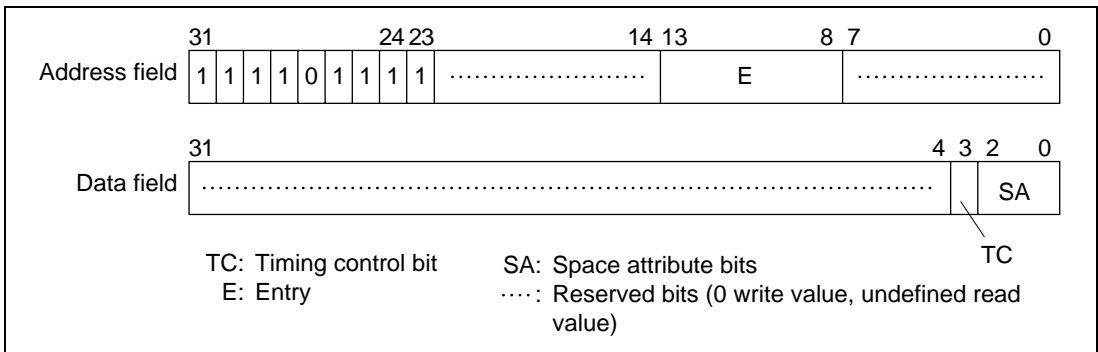 31 24 23 14 13 8 7 0
Address field 1 1 1 1 0 1 1 1 1 ........................ E .......................
31 4 3 2 0
Data field ........................................................................................ SA
TC
TC: Timing control bit SA: Space attribute bits
E: Entry ····: Reserved bits (0 write value, undefined read
value)